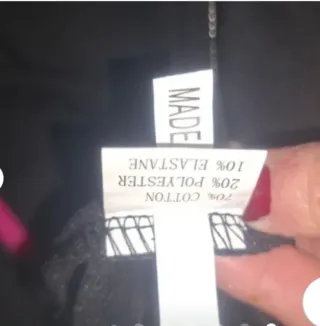 MADE
70% COTTON
20% POLYESTER
10% ELASTANE